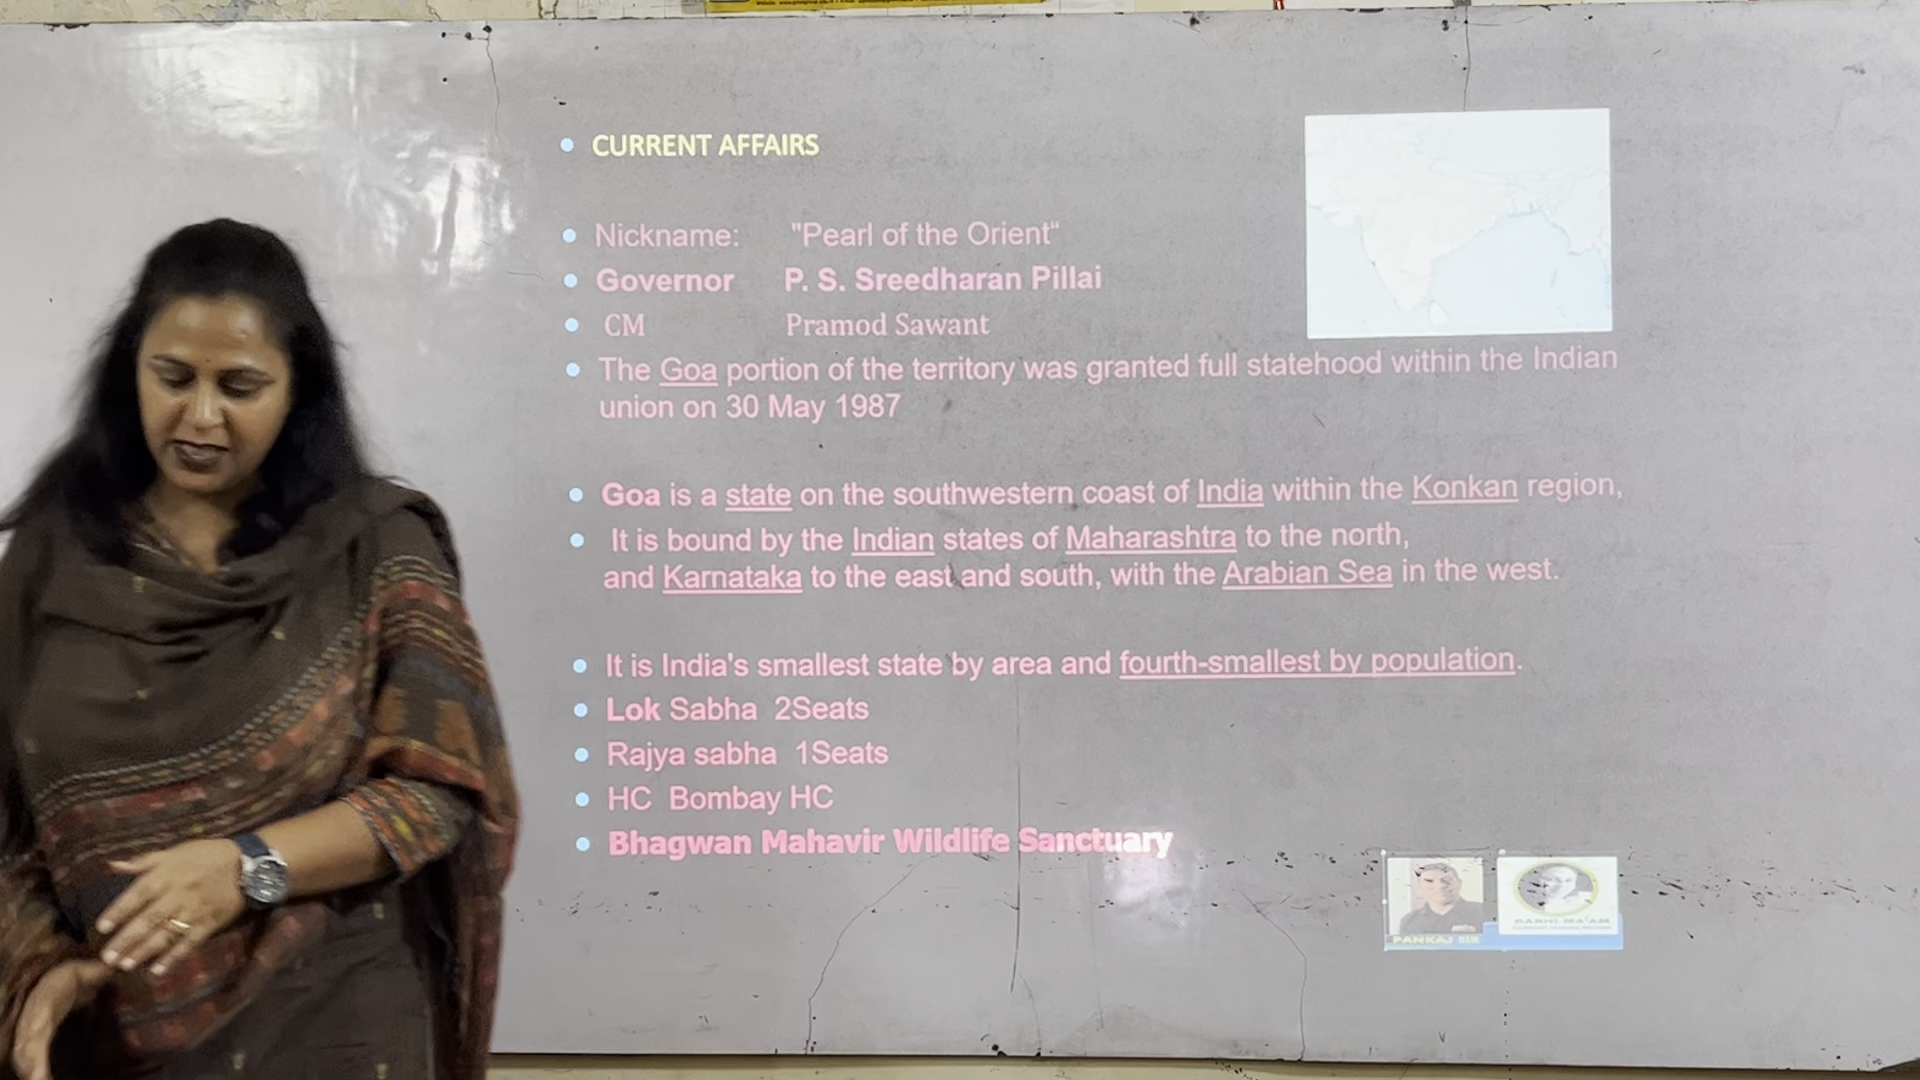 CURRENT AFFAIRS
Nickname: "Pearl of the Orient“
Governor P. S. Sreedharan Pillai
CM Pramod Sawant
The Goa portion of the territory was granted full statehood within the Indian
union on 30 May 1987
Goa is a state on the southwestern coast of India within the Konkan region,
It is bound by the Indian states of Maharashtra to the north,
and Karnataka to the east and south, with the Arabian Sea in the west.
It is India's smallest state by area and fourth-smallest by population.
Lok Sabha 2Seats
Rajya sabha 1Seats
HC Bombay HC
Bhagwan Mahavir Wildlife Sanctuary
PANKAJ SIR